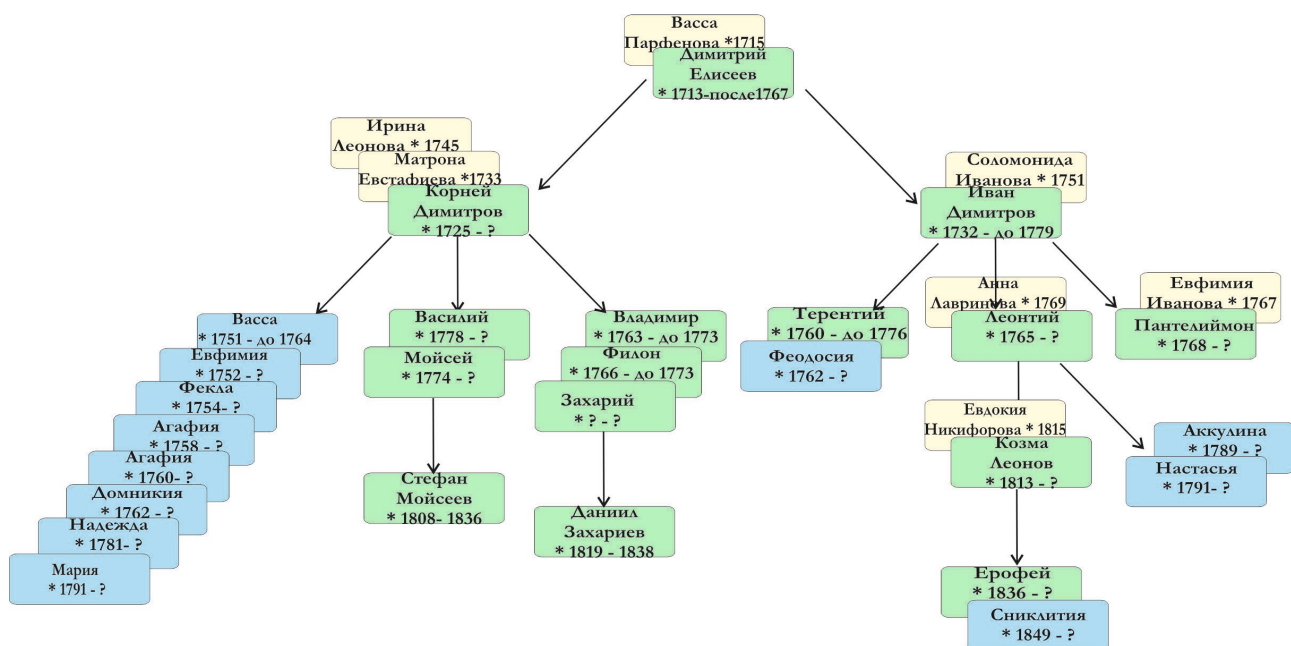 Васса
Парфенова *1715
Димитрий
Елисеев
* 1713-после1767
Ирина
Леонова * 1745
Матрона
Евстафиева *1733
Корней
Димитров
* 1725 - ?
Соломонида
Иванова * 1751
Иван
Димитров
* 1732 - до 1779
Васса
* 1751 - до 1764
Евфимия
* 1752 - ?
Фекла
* 1754- ?
Агафия
* 1758 - ?
Агафия
* 1760- ?
Домникия
* 1762 - ?
Надежда
* 1781- ?
Мария
* 1791 - ?
Василий
* 1778 - ?
Мойсей
* 1774 - ?
Стефан
Мойсеев
* 1808- 1836
Владимир
* 1763 - до 1773
Филон
* 1766 - до 1773
Захарий
* ? - ?
Даниил
Захариев
* 1819 - 1838
Терентий
* 1760 - до 1776
Феодосия
* 1762 - ?
Анна
Лавринова * 1769
Леонтий
* 1765 - ?
Евфимия
Иванова * 1767
Пантелиймон
* 1768 - ?
Евдокия
Никифорова * 1815
Козма
Леонов
* 1813 - ?
Аккулина
* 1789 - ?
Настасья
* 1791- ?
Ерофей
* 1836 - ?
Сниклития
* 1849 - ?